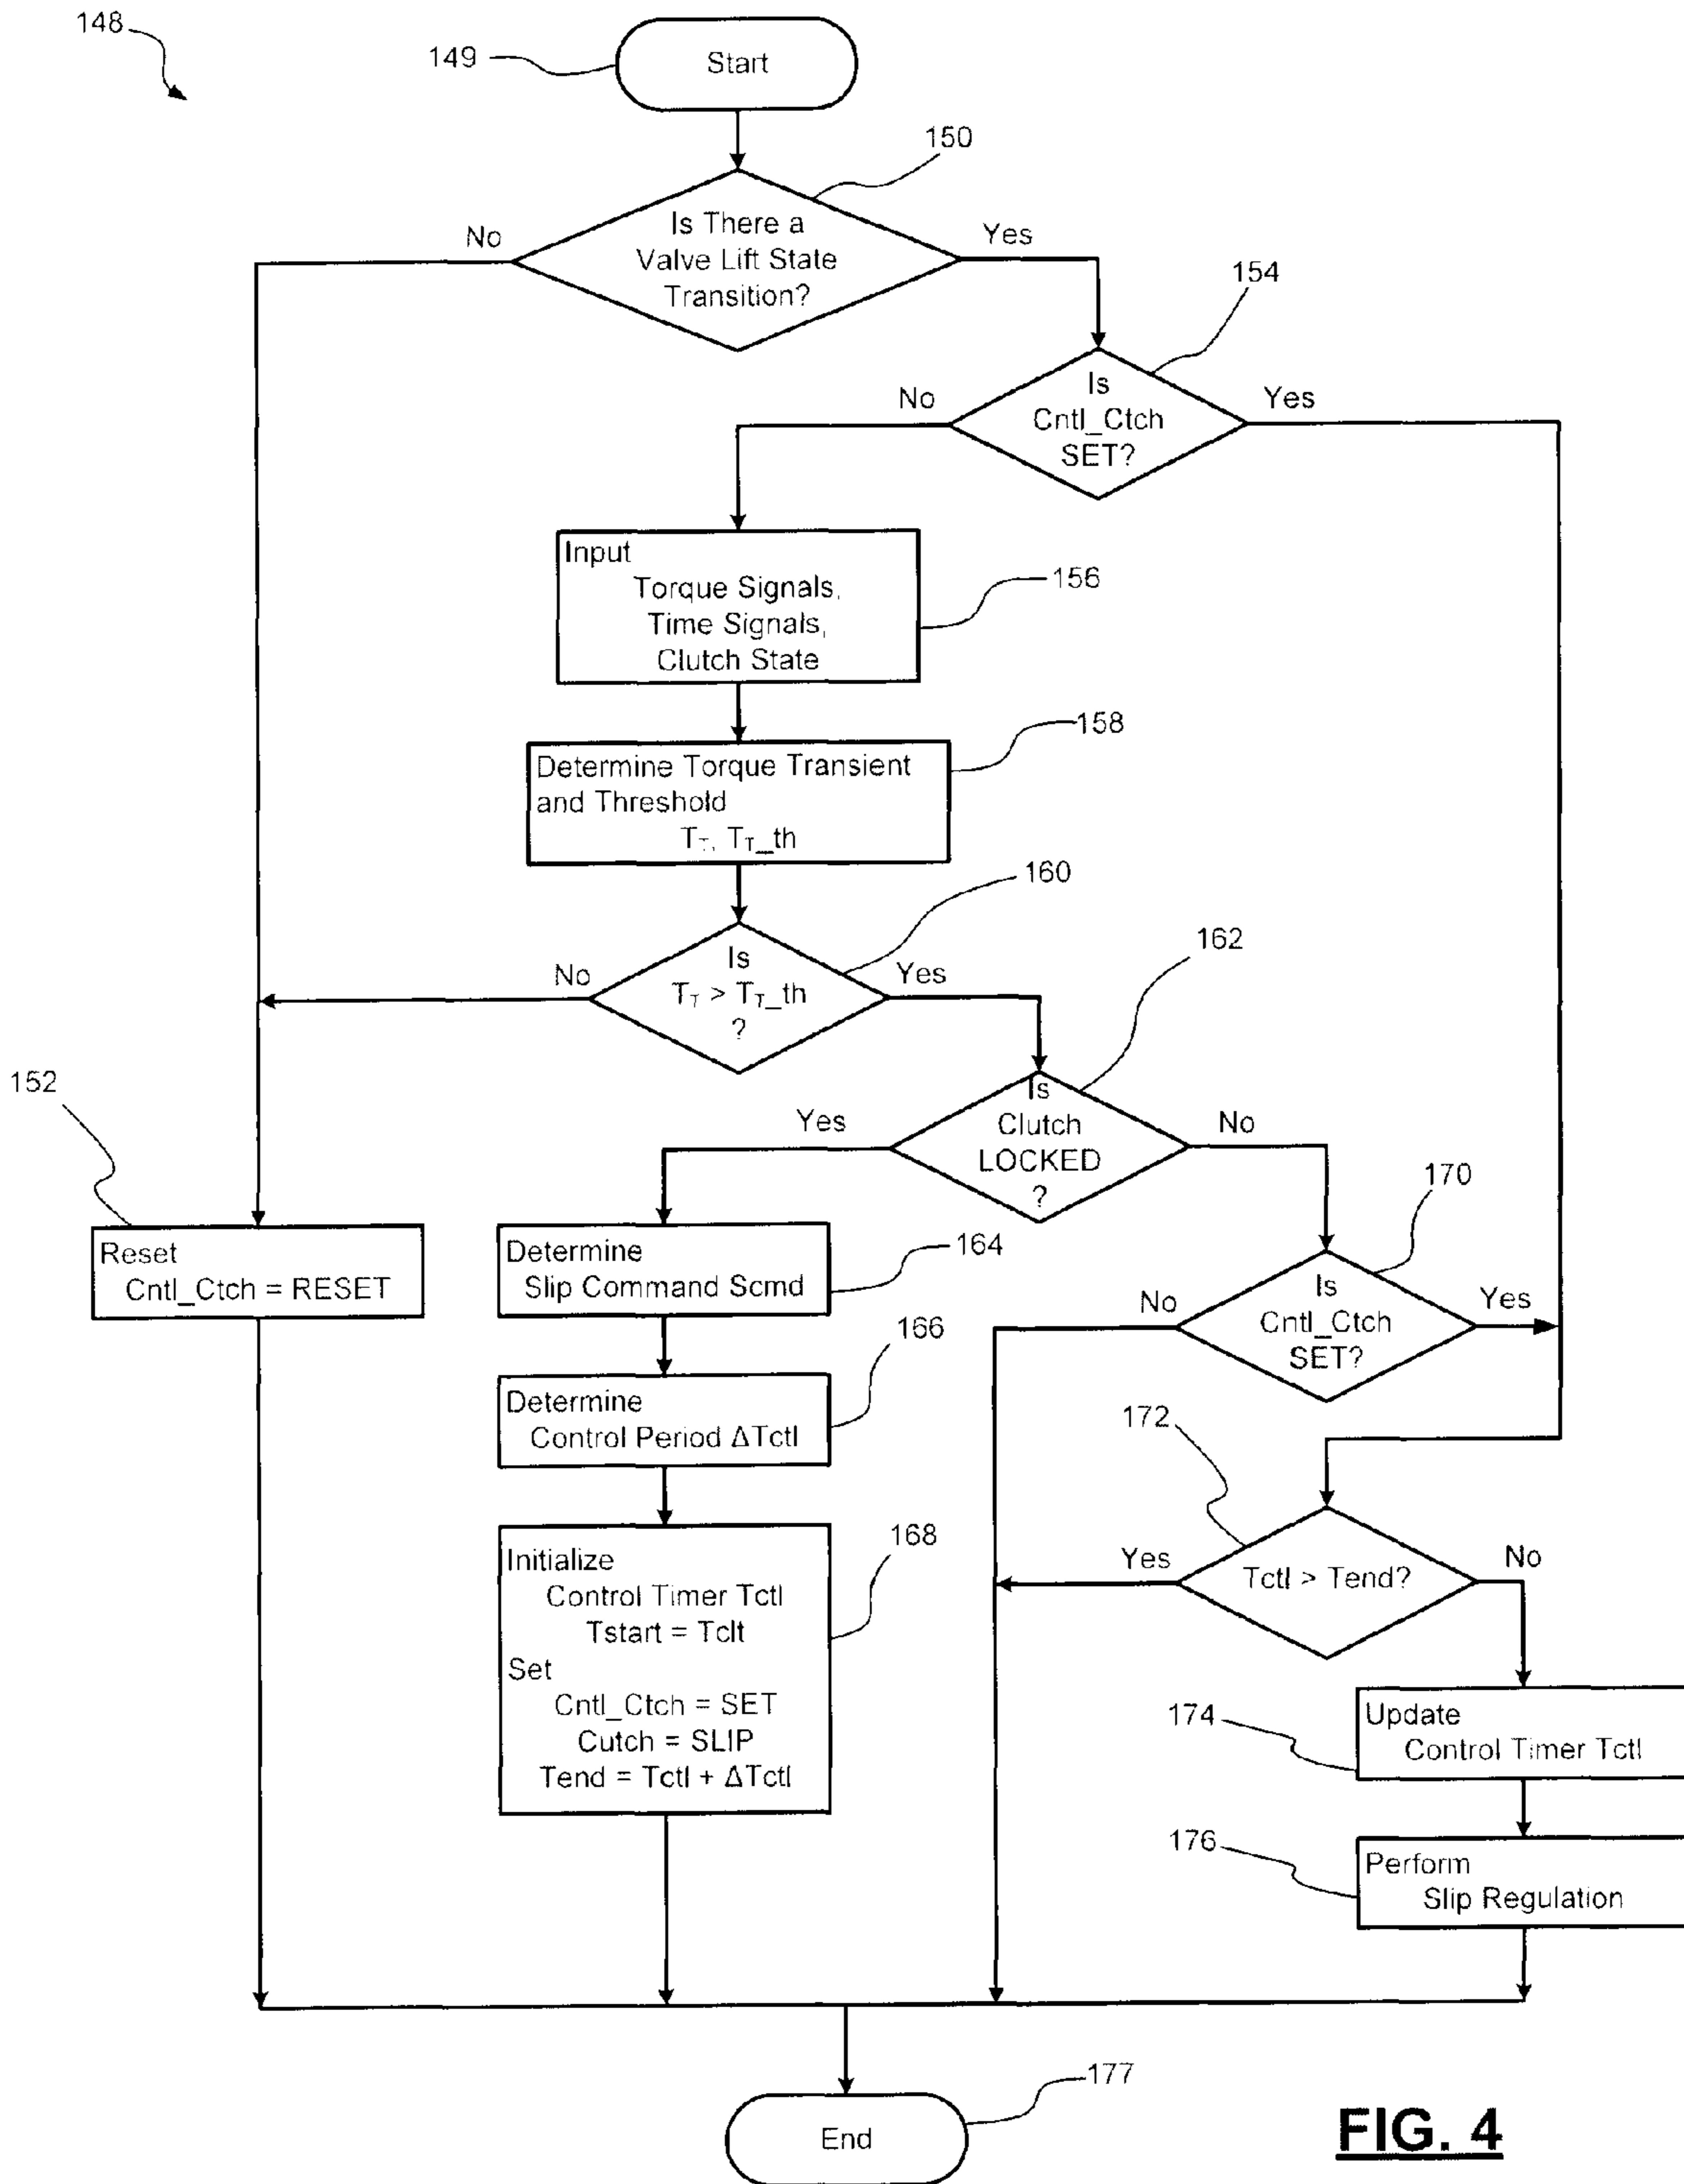 148
149
Start
150
Is There a
Valve Lift State
Transition?
No
Yes
154
Is
Cntl_Ctch
SET?
No
Yes
Input
Torque Signals,
Time Signals,
Clutch State
156
158
Determine Torque Transient
and Threshold
T_T, T_T_th
160
Is
T_T > T_T_th
?
No
Yes
162
Is
Clutch
LOCKED
?
Yes
No
152
Reset
Cntl_Ctch = RESET
Determine
Slip Command Scmd
164
170
Is
Cntl_Ctch
SET?
No
Yes
166
Determine
Control Period ΔTctl
172
Tctl > Tend?
Yes
No
168
Initialize
Control Timer Tctl
Tstart = Tclt
Set
Cntl_Ctch = SET
Cutch = SLIP
Tend = Tctl + ΔTctl
174
Update
Control Timer Tctl
176
Perform
Slip Regulation
177
End
FIG. 4